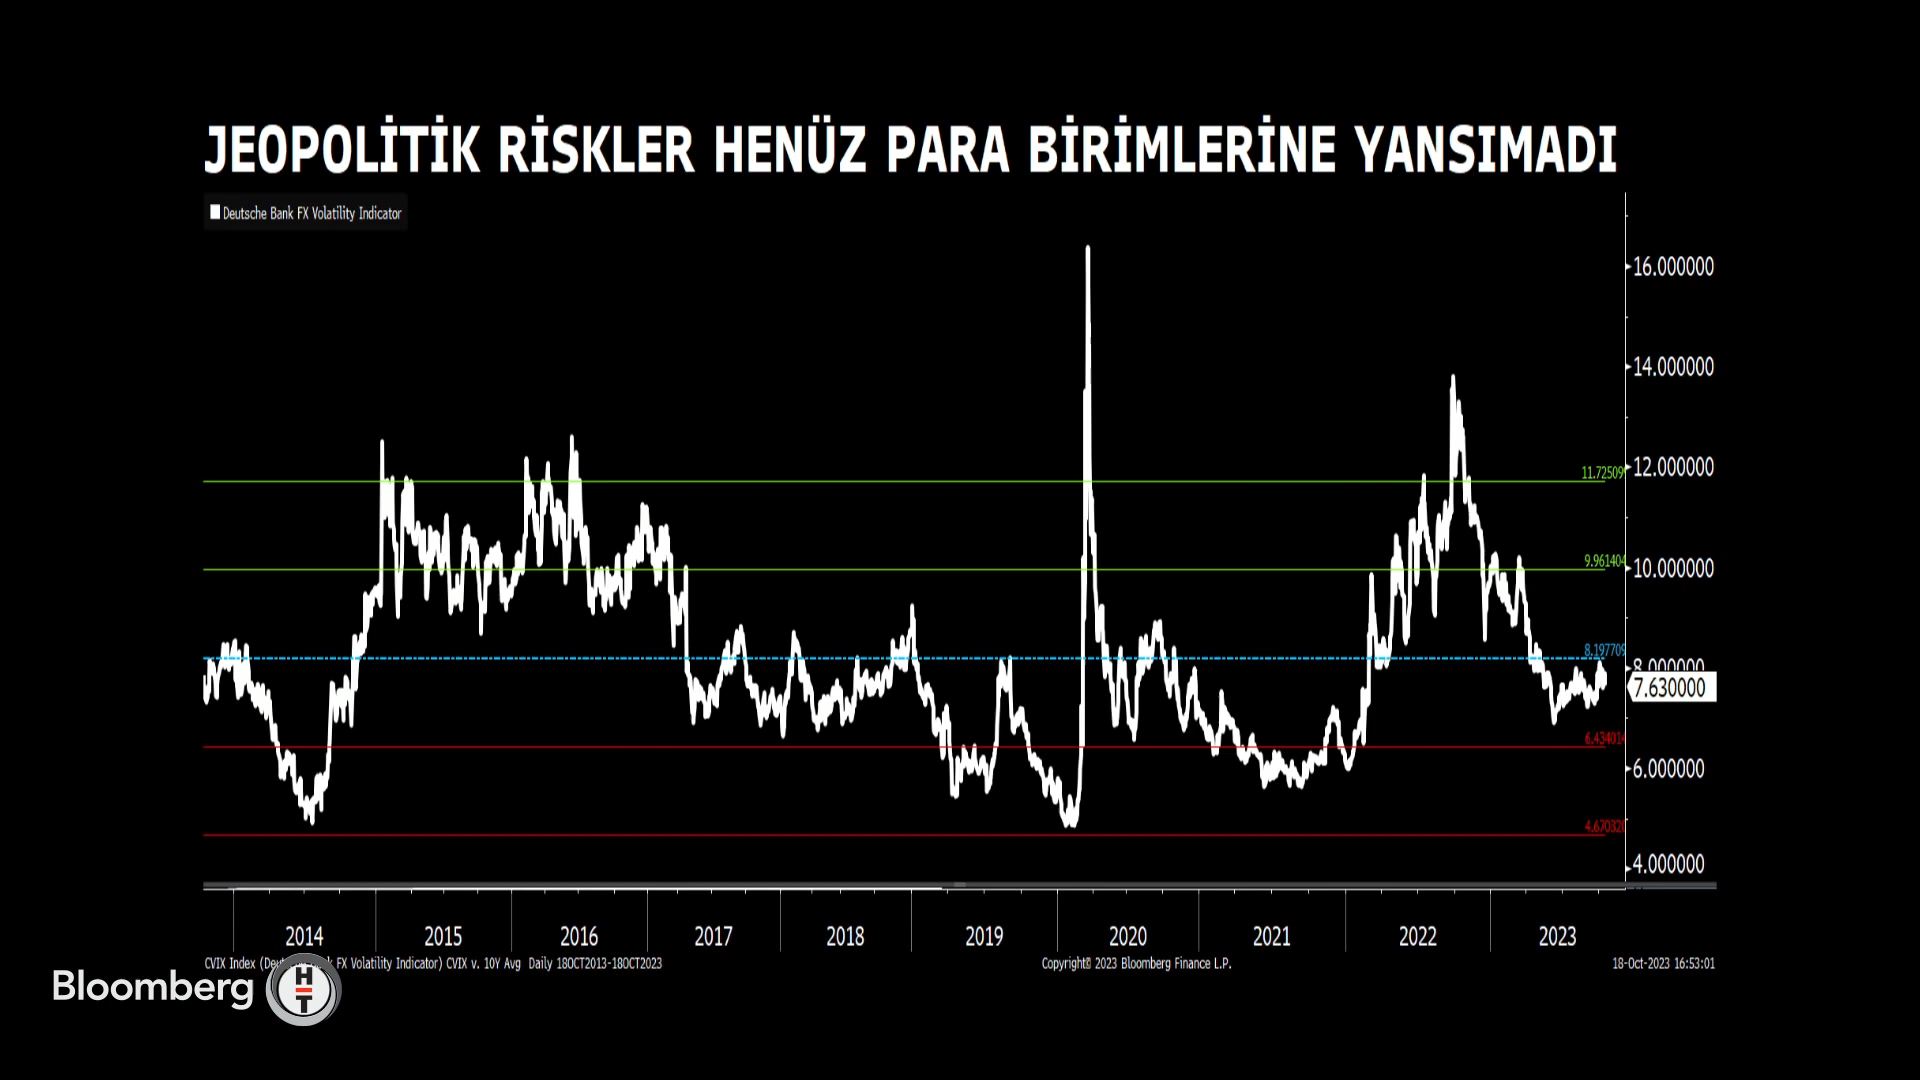 JEOPOLİTİK RİSKLER HENÜZ PARA BİRİMLERİNE YANSIMADI
Deutsche Bank FX Volatility Indicator
16.000000
14.000000
12.000000
11.72509
10.000000
9.961404
8.197709
8.000000
7.630000
6.434014
6.000000
4.670320
4.000000
2014 2015 2016 2017 2018 2019 2020 2021 2022 2023
CVIX Index ( FX Volatility Indicator) CVIX v. 10Y Avg Daily 18OCT2013-18OCT2023
Copyright 2023 Bloomberg Finance L.P.
18-Oct-2023 16:53:01
Bloomberg HT